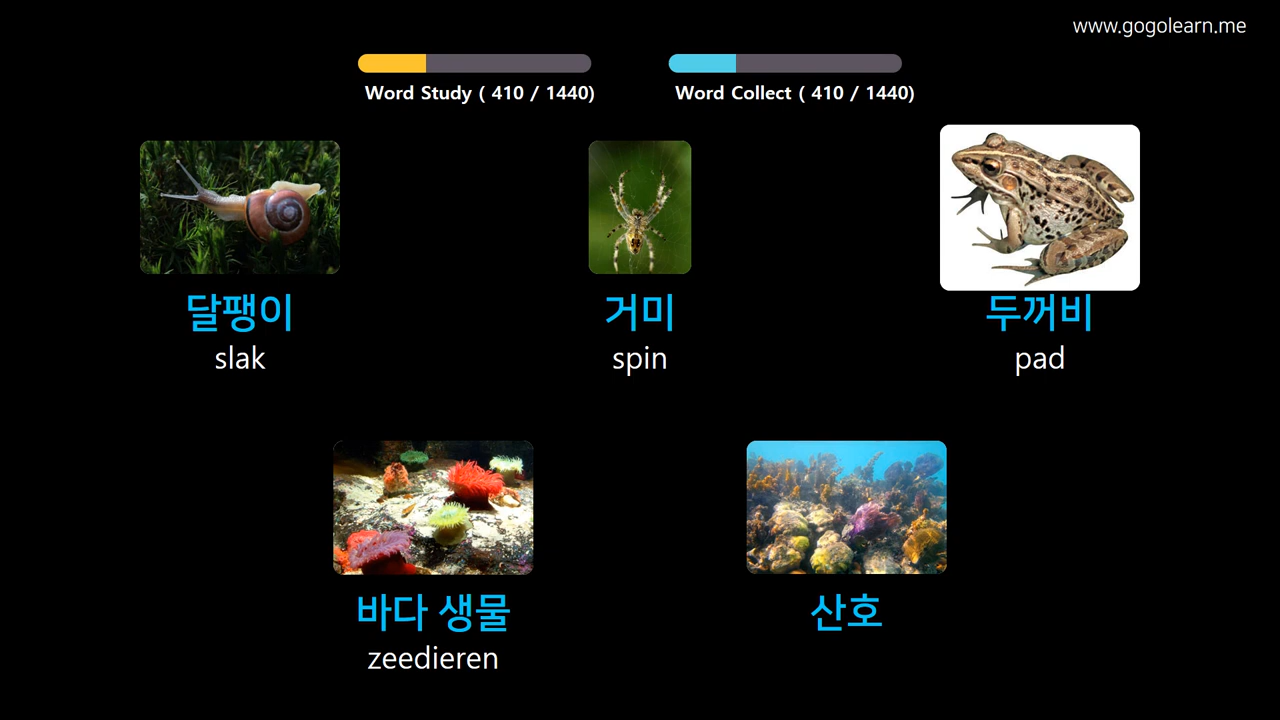 www.gogolearn.me
Word Study ( 410 / 1440)
Word Collect ( 410 / 1440)
달팽이
slak
거미
spin
두꺼비
pad
바다 생물
zeedieren
산호